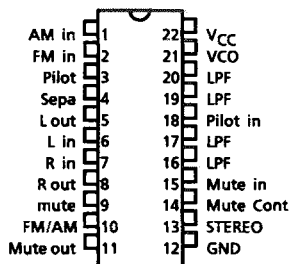 AM in 1 22 VCC
FM in 2 21 VCO
Pilot 3 20 LPF
Sepa 4 19 LPF
L out 5 18 Pilot in
L in 6 17 LPF
R in 7 16 LPF
R out 8 15 Mute in
mute 9 14 Mute Cont
FM/AM 10 13 STEREO
Mute out 11 12 GND